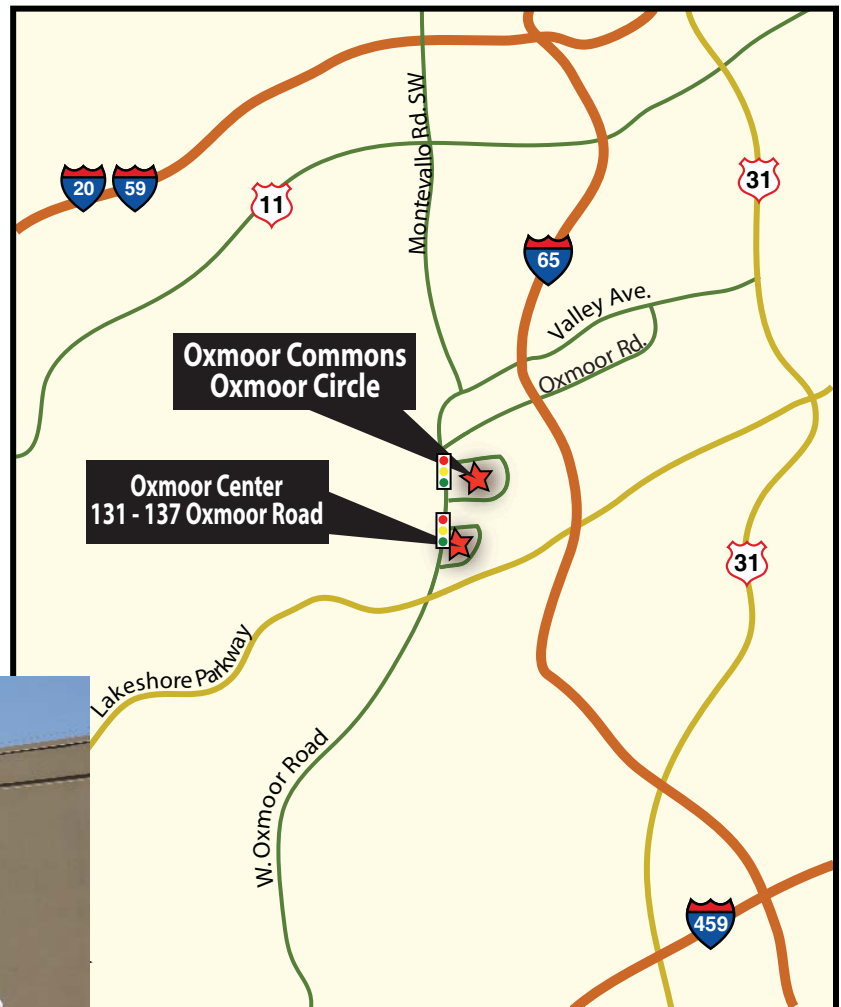 Montevallo Rd. SW
20
59
11
31
65
Valley Ave.
Oxmoor Rd.
Oxmoor Commons
Oxmoor Circle
Oxmoor Center
131 - 137 Oxmoor Road
31
Lakeshore Parkway
W. Oxmoor Road
459